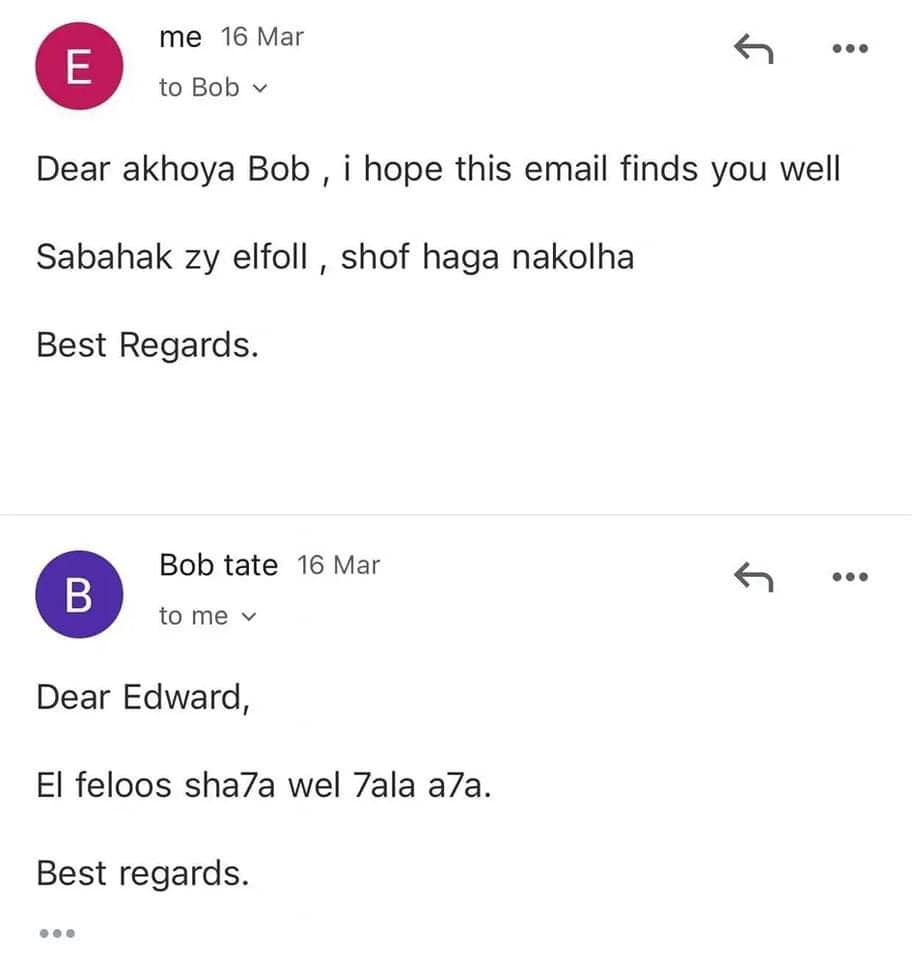 E
me 16 Mar
to Bob
Dear akhoya Bob , i hope this email finds you well
Sabahak zy elfoll , shof haga nakolha
Best Regards.
B
Bob tate 16 Mar
to me
Dear Edward,
El feloos sha7a wel 7ala a7a.
Best regards.